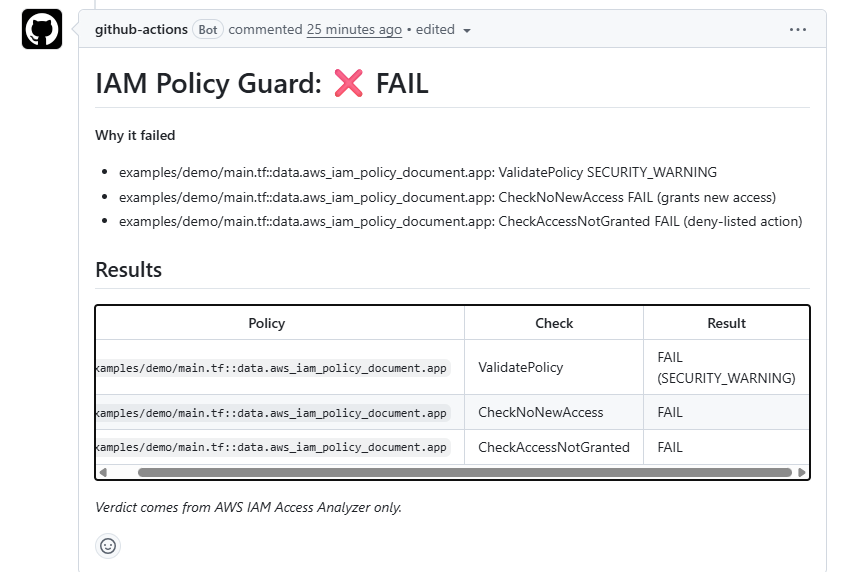 github-actions Bot commented 25 minutes ago • edited
IAM Policy Guard: ❌ FAIL
Why it failed
• examples/demo/main.tf::data.aws_iam_policy_document.app: ValidatePolicy SECURITY_WARNING
• examples/demo/main.tf::data.aws_iam_policy_document.app: CheckNoNewAccess FAIL (grants new access)
• examples/demo/main.tf::data.aws_iam_policy_document.app: CheckAccessNotGranted FAIL (deny-listed action)
Results
Policy Check Result
xamples/demo/main.tf::data.aws_iam_policy_document.app ValidatePolicy FAIL
(SECURITY_WARNING)
xamples/demo/main.tf::data.aws_iam_policy_document.app CheckNoNewAccess FAIL
xamples/demo/main.tf::data.aws_iam_policy_document.app CheckAccessNotGranted FAIL
Verdict comes from AWS IAM Access Analyzer only.